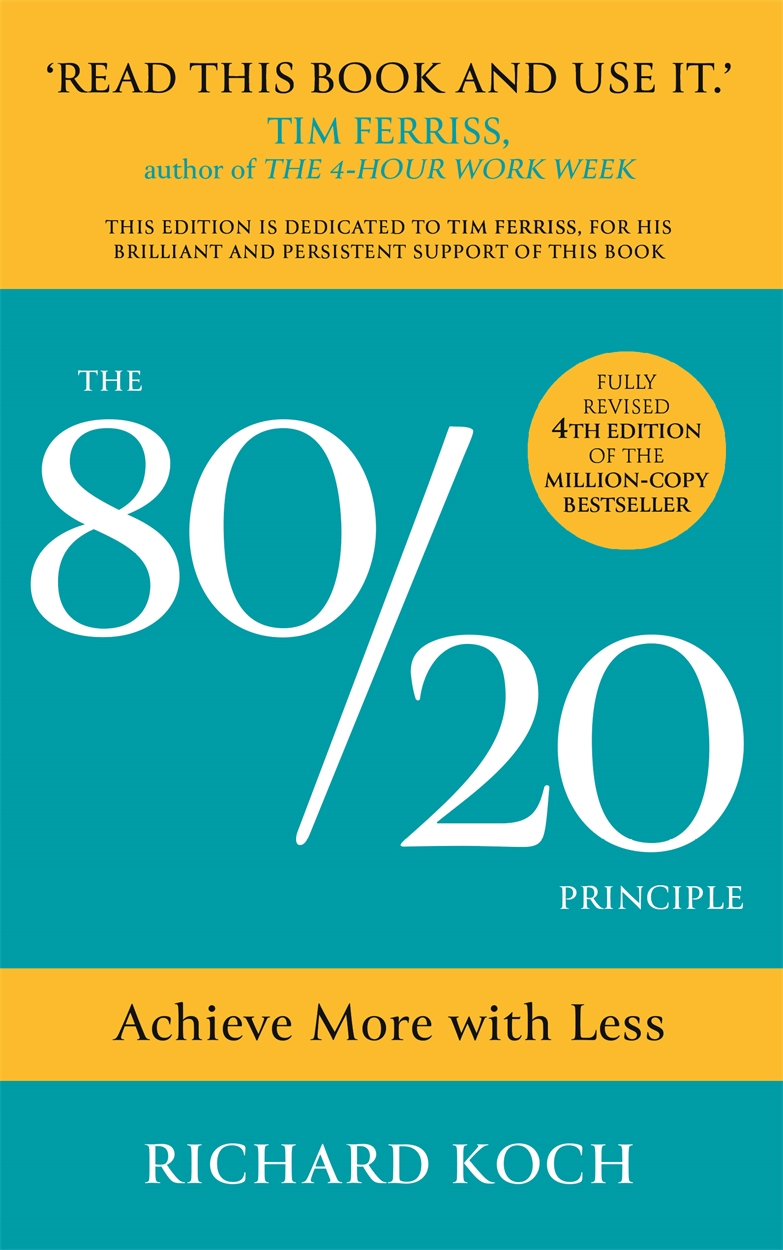 ‘READ THIS BOOK AND USE IT.’
TIM FERRISS,
author of THE 4-HOUR WORK WEEK
THIS EDITION IS DEDICATED TO TIM FERRISS, FOR HIS
BRILLIANT AND PERSISTENT SUPPORT OF THIS BOOK
THE
80/20
PRINCIPLE
FULLY
REVISED
4TH EDITION
OF THE
MILLION-COPY
BESTSELLER
Achieve More with Less
RICHARD KOCH